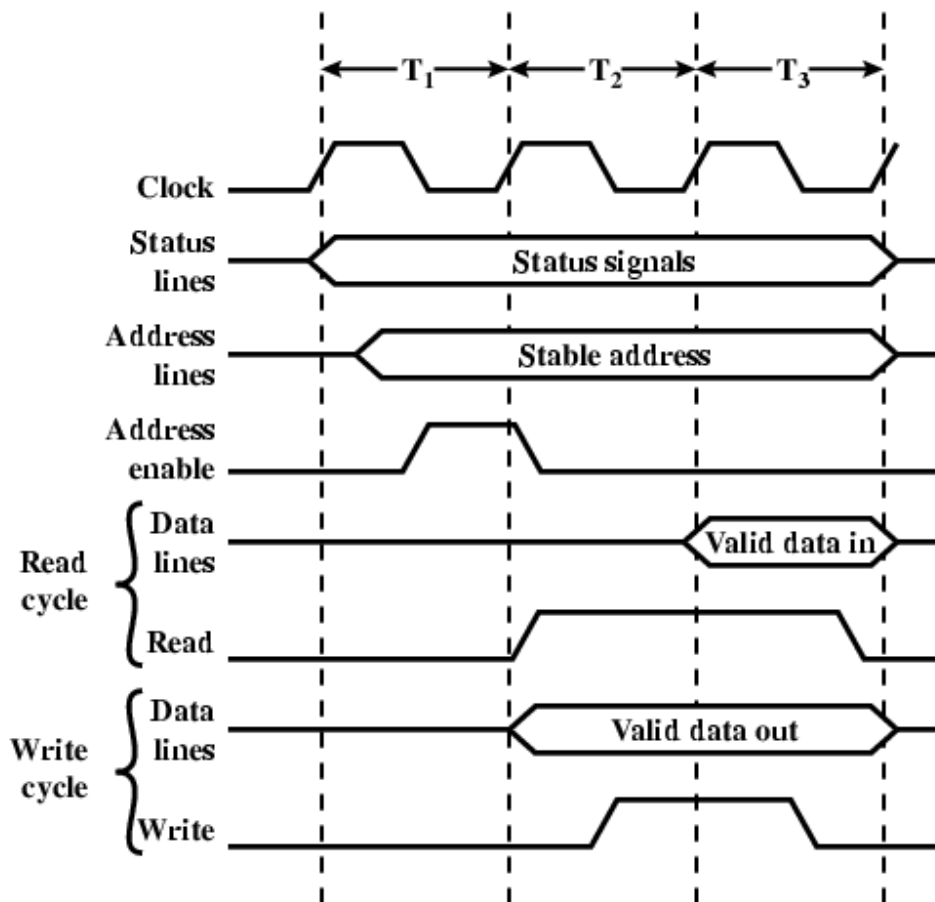 T1 T2 T3
Clock
Status
lines
Status signals
Address
lines
Stable address
Address
enable
Read
cycle
Data
lines
Valid data in
Read
Write
cycle
Data
lines
Valid data out
Write